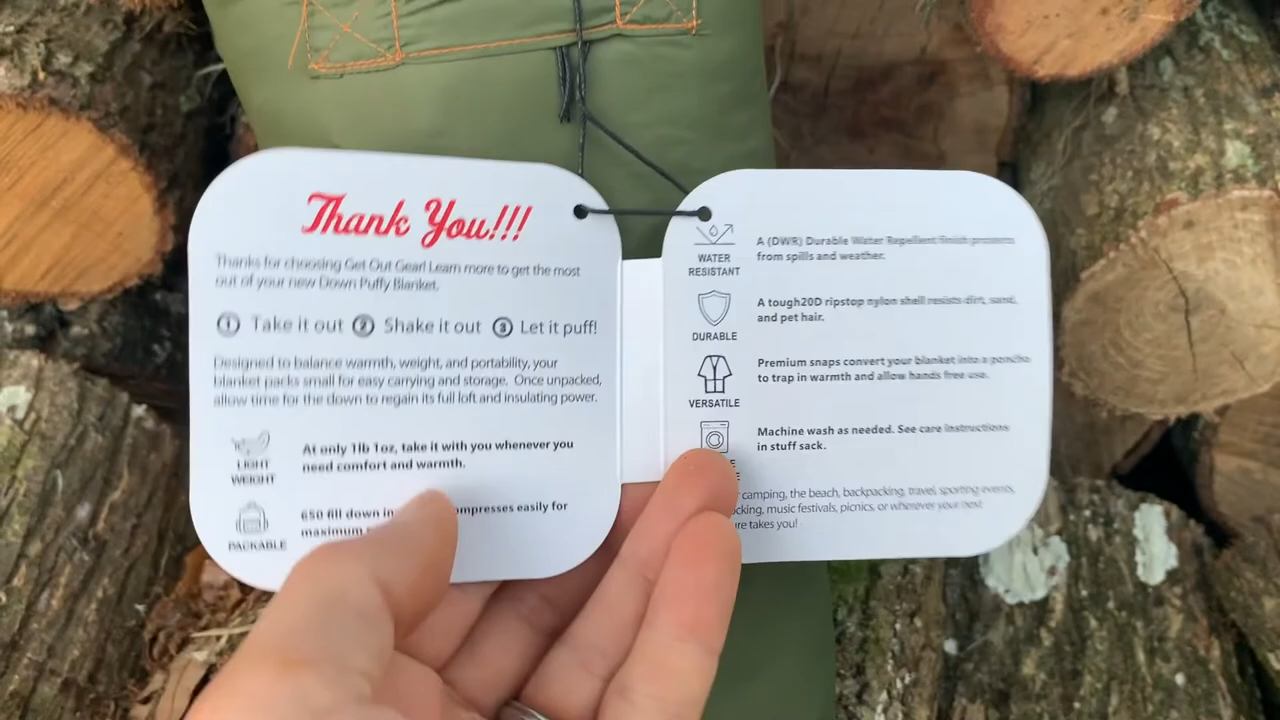 Thank You!!!
Thanks for choosing Get Out Gear! Learn more to get the most
out of your new Down Puffy Blanket.
1 Take it out 2 Shake it out 3 Let it puff!
Designed to balance warmth, weight, and portability, your
blanket packs small for easy carrying and storage. Once unpacked,
allow time for the down to regain its full loft and insulating power.
LIGHT
WEIGHT
At only 1lb 1oz, take it with you whenever you
need comfort and warmth.
PACKABLE
650 fill down in compresses easily for
maximum
WATER
RESISTANT
A (DWR) Durable Water Repellent finish protects
from spills and weather.
DURABLE
A tough20D ripstop nylon shell resists dirt, sand,
and pet hair.
VERSATILE
Premium snaps convert your blanket into a poncho
to trap in warmth and allow hands free use.
Machine wash as needed. See care instructions
in stuff sack.
camping, the beach, backpacking, travel, sporting events,
music festivals, picnics, or wherever your next
takes you!